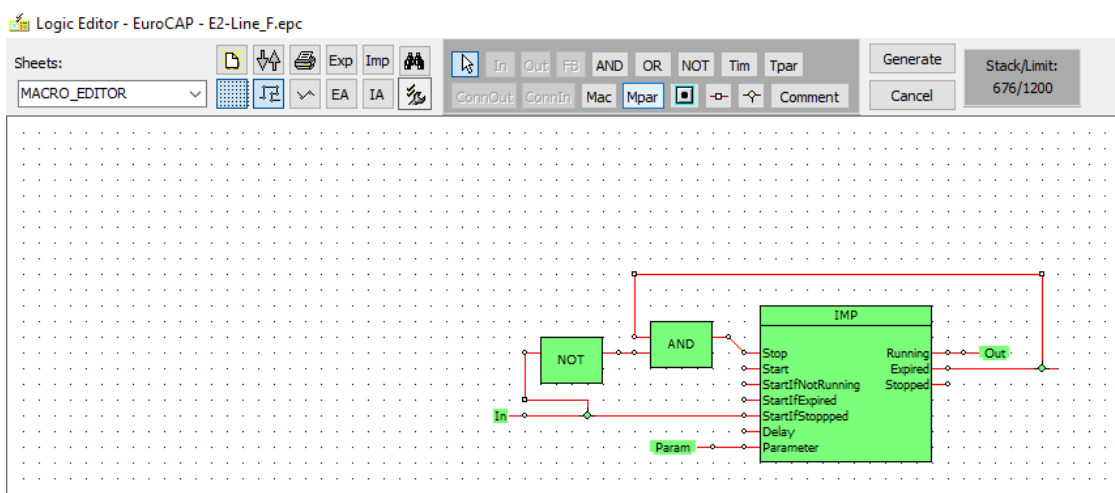 Logic Editor - EuroCAP - E2-Line_F.epc
Sheets:
MACRO_EDITOR
Exp Imp
EA IA
In Out FB AND OR NOT Tim Tpar
ConnOut ConnIn Mac Mpar Comment
Generate
Cancel
Stack/Limit:
676/1200
IMP
NOT
AND
Stop
Start
StartIfNotRunning
StartIfExpired
StartIfStoppped
Delay
Parameter
Running
Expired
Stopped
Out
In
Param